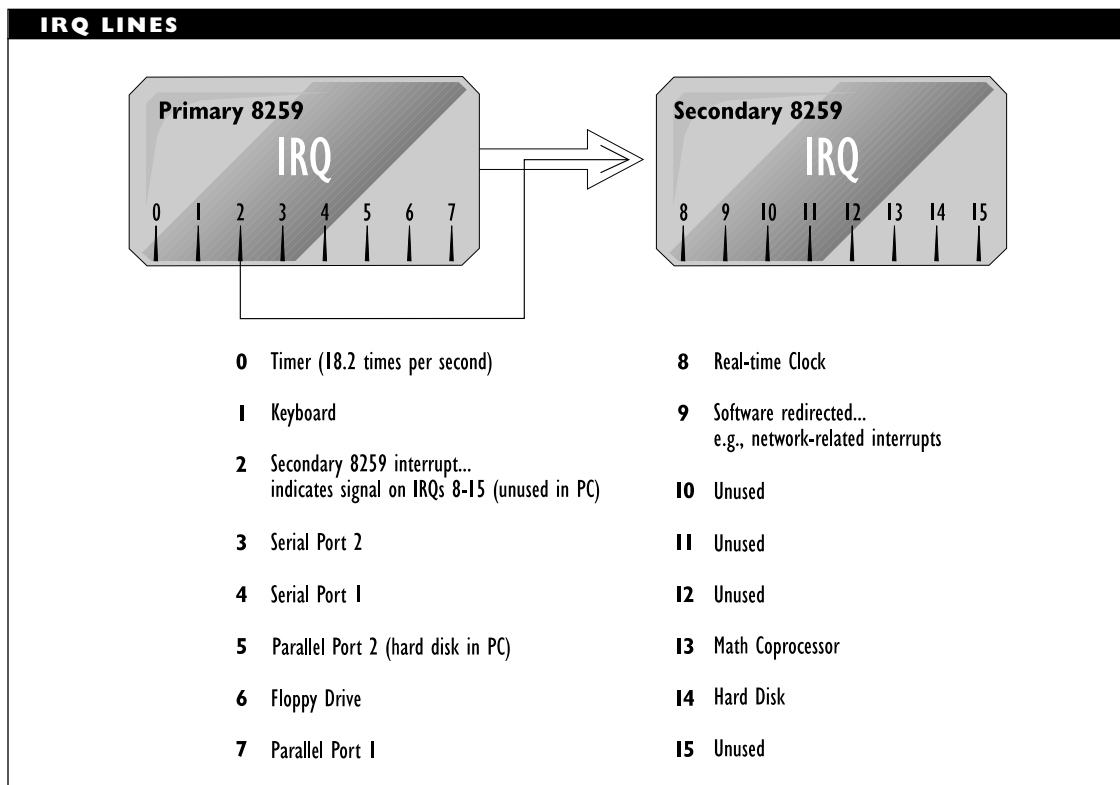 IRQ LINES
Primary 8259
IRQ
0 1 2 3 4 5 6 7
Secondary 8259
IRQ
8 9 10 11 12 13 14 15
0 Timer (18.2 times per second)
1 Keyboard
2 Secondary 8259 interrupt...
indicates signal on IRQs 8-15 (unused in PC)
3 Serial Port 2
4 Serial Port 1
5 Parallel Port 2 (hard disk in PC)
6 Floppy Drive
7 Parallel Port 1
8 Real-time Clock
9 Software redirected...
e.g., network-related interrupts
10 Unused
11 Unused
12 Unused
13 Math Coprocessor
14 Hard Disk
15 Unused